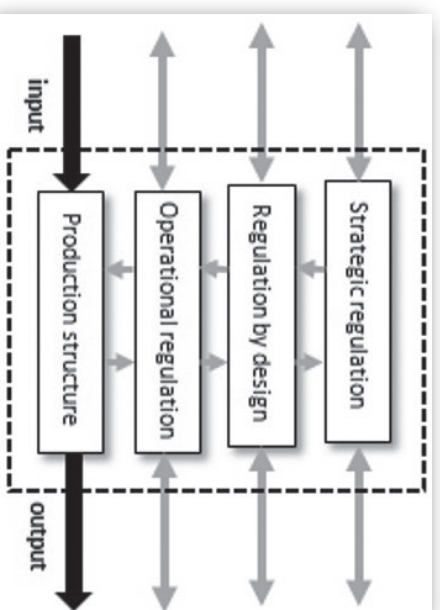 Strategic regulation
Regulation by design
Operational regulation
input
Production structure
output